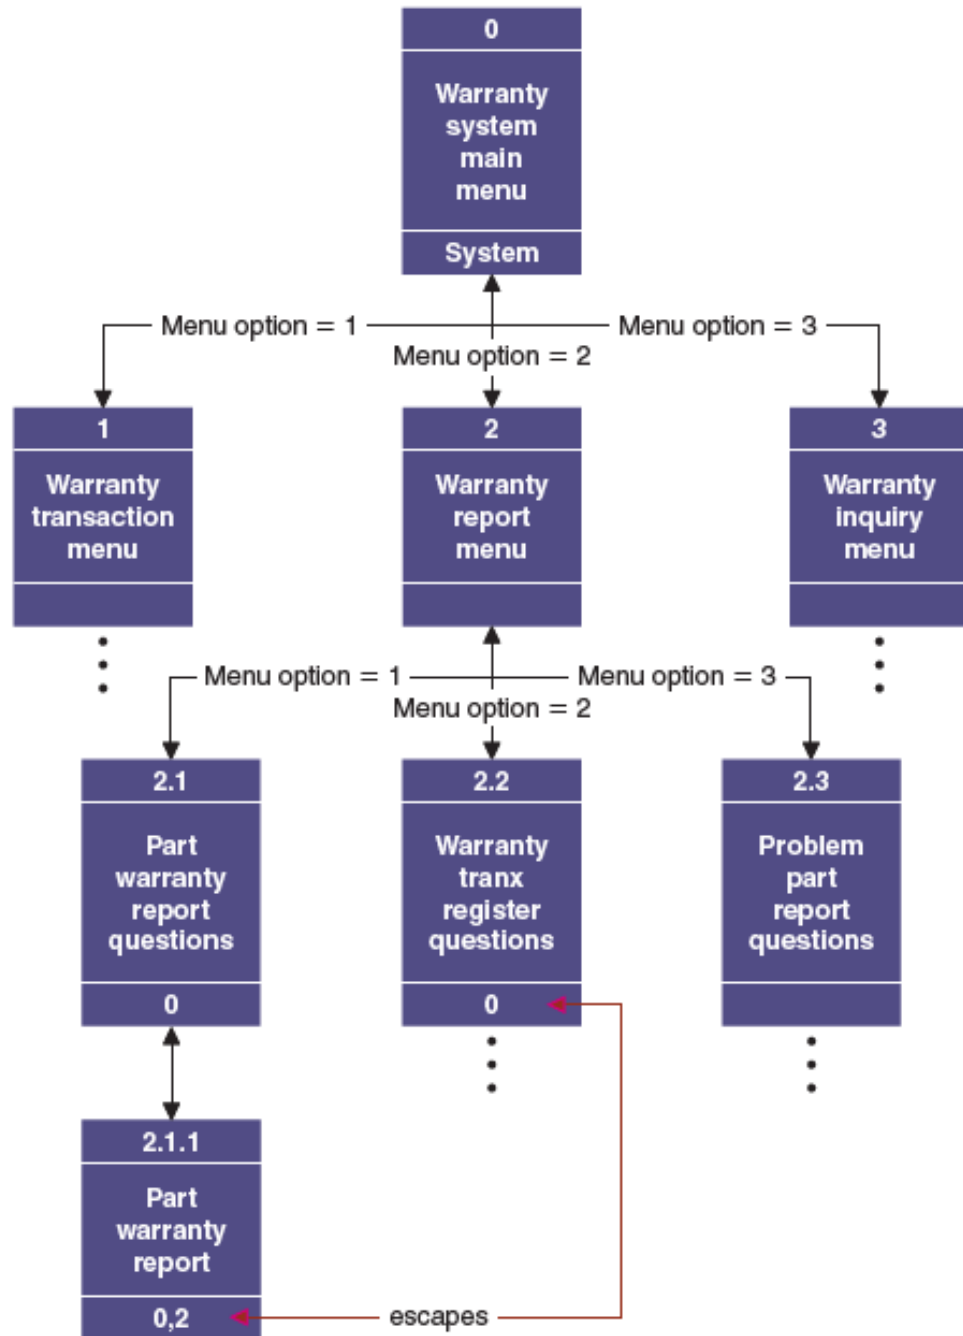 0
Warranty
system
main
menu
System
Menu option = 1
Menu option = 3
Menu option = 2
1
Warranty
transaction
menu
2
Warranty
report
menu
3
Warranty
inquiry
menu
Menu option = 1
Menu option = 3
Menu option = 2
2.1
Part
warranty
report
questions
0
2.2
Warranty
tranx
register
questions
0
2.3
Problem
part
report
questions
2.1.1
Part
warranty
report
0,2
escapes